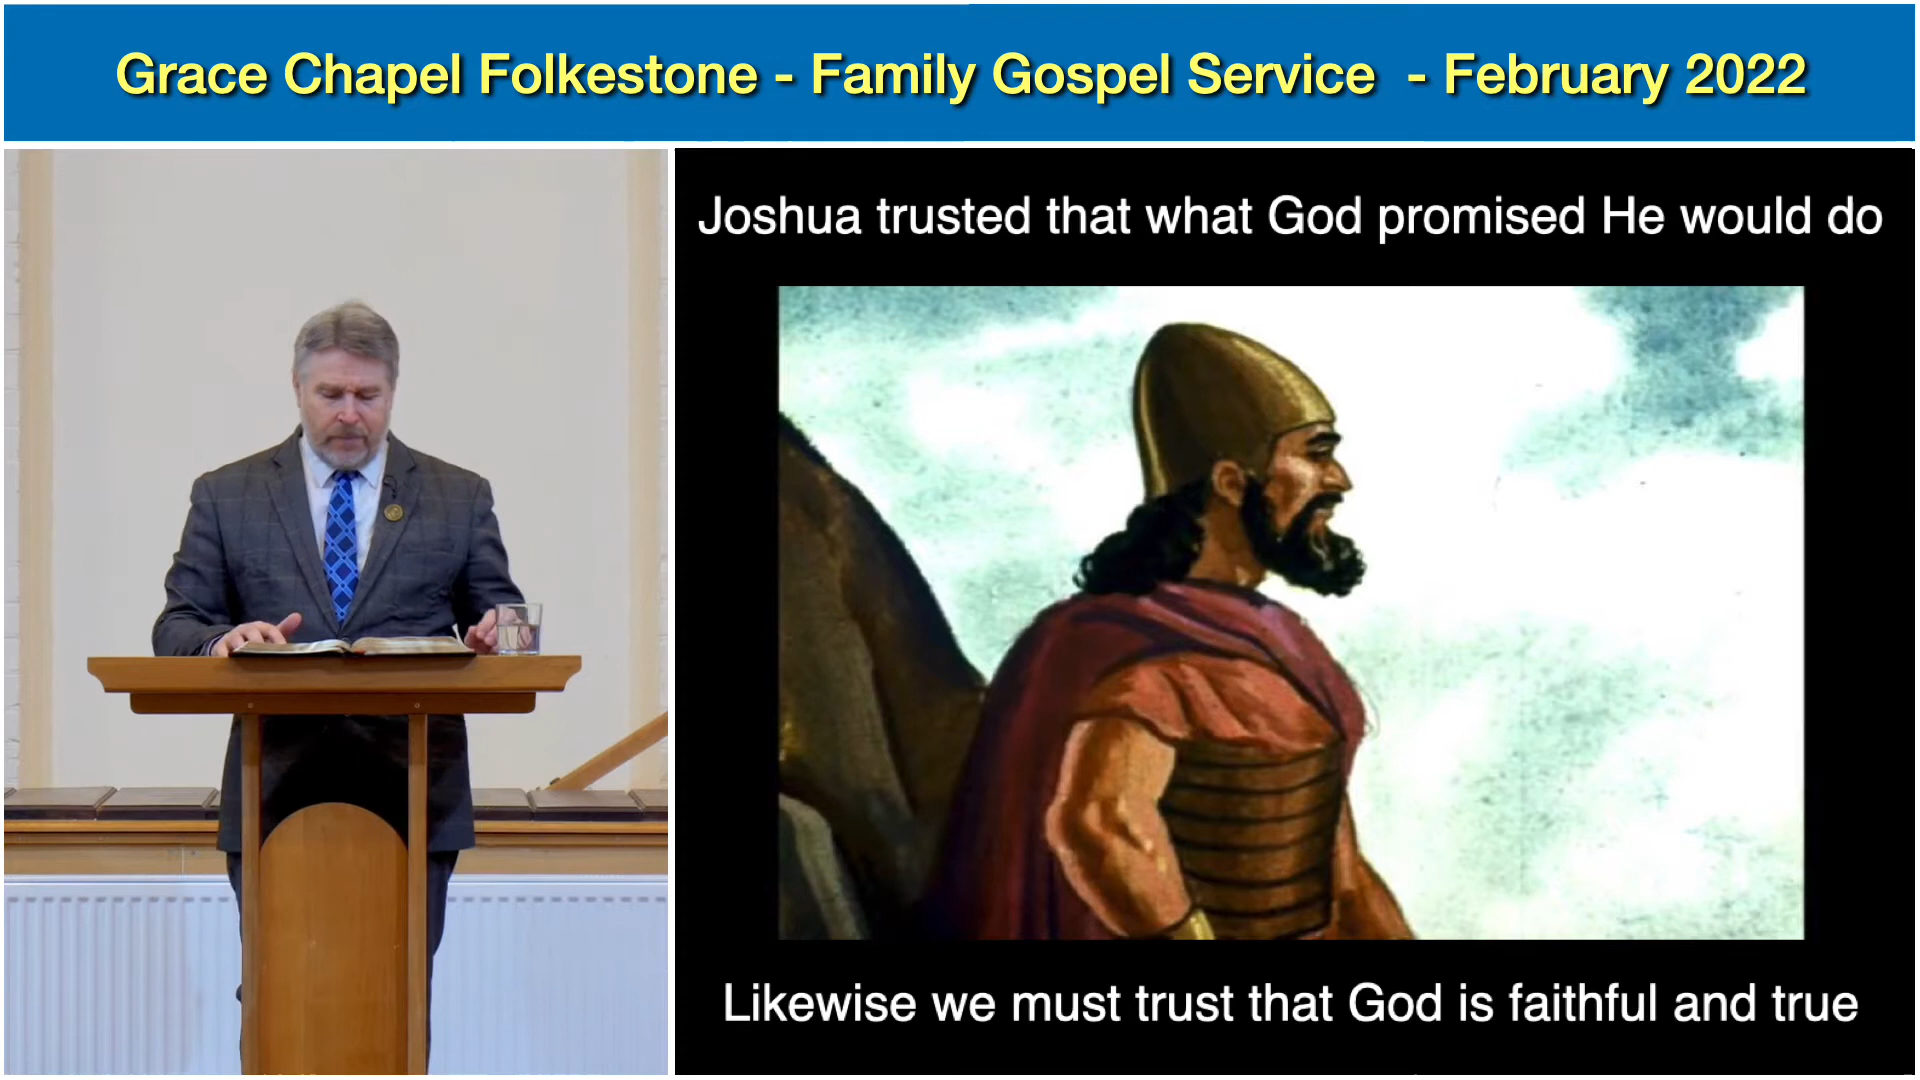 Grace Chapel Folkestone - Family Gospel Service - February 2022
Joshua trusted that what God promised He would do
Likewise we must trust that God is faithful and true